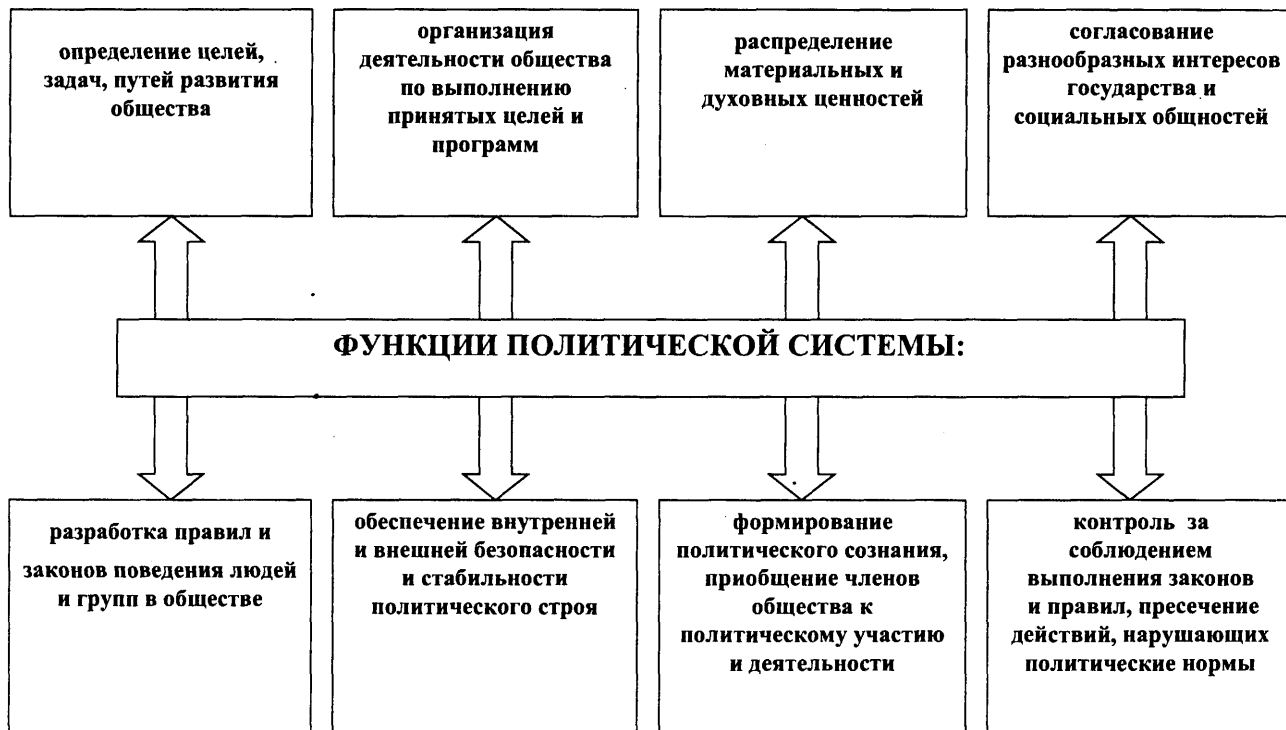 определение целей,
задач, путей развития
общества
организация
деятельности общества
по выполнению
принятых целей и
программ
распределение
материальных и
духовных ценностей
согласование
разнообразных интересов
государства и
социальных общностей
ФУНКЦИИ ПОЛИТИЧЕСКОЙ СИСТЕМЫ:
разработка правил и
законов поведения людей
и групп в обществе
обеспечение внутренней
и внешней безопасности
и стабильности
политического строя
формирование
политического сознания,
приобщение членов
общества к
политическому участию
и деятельности
контроль за
соблюдением
выполнения законов
и правил, пресечение
действий, нарушающих
политические нормы